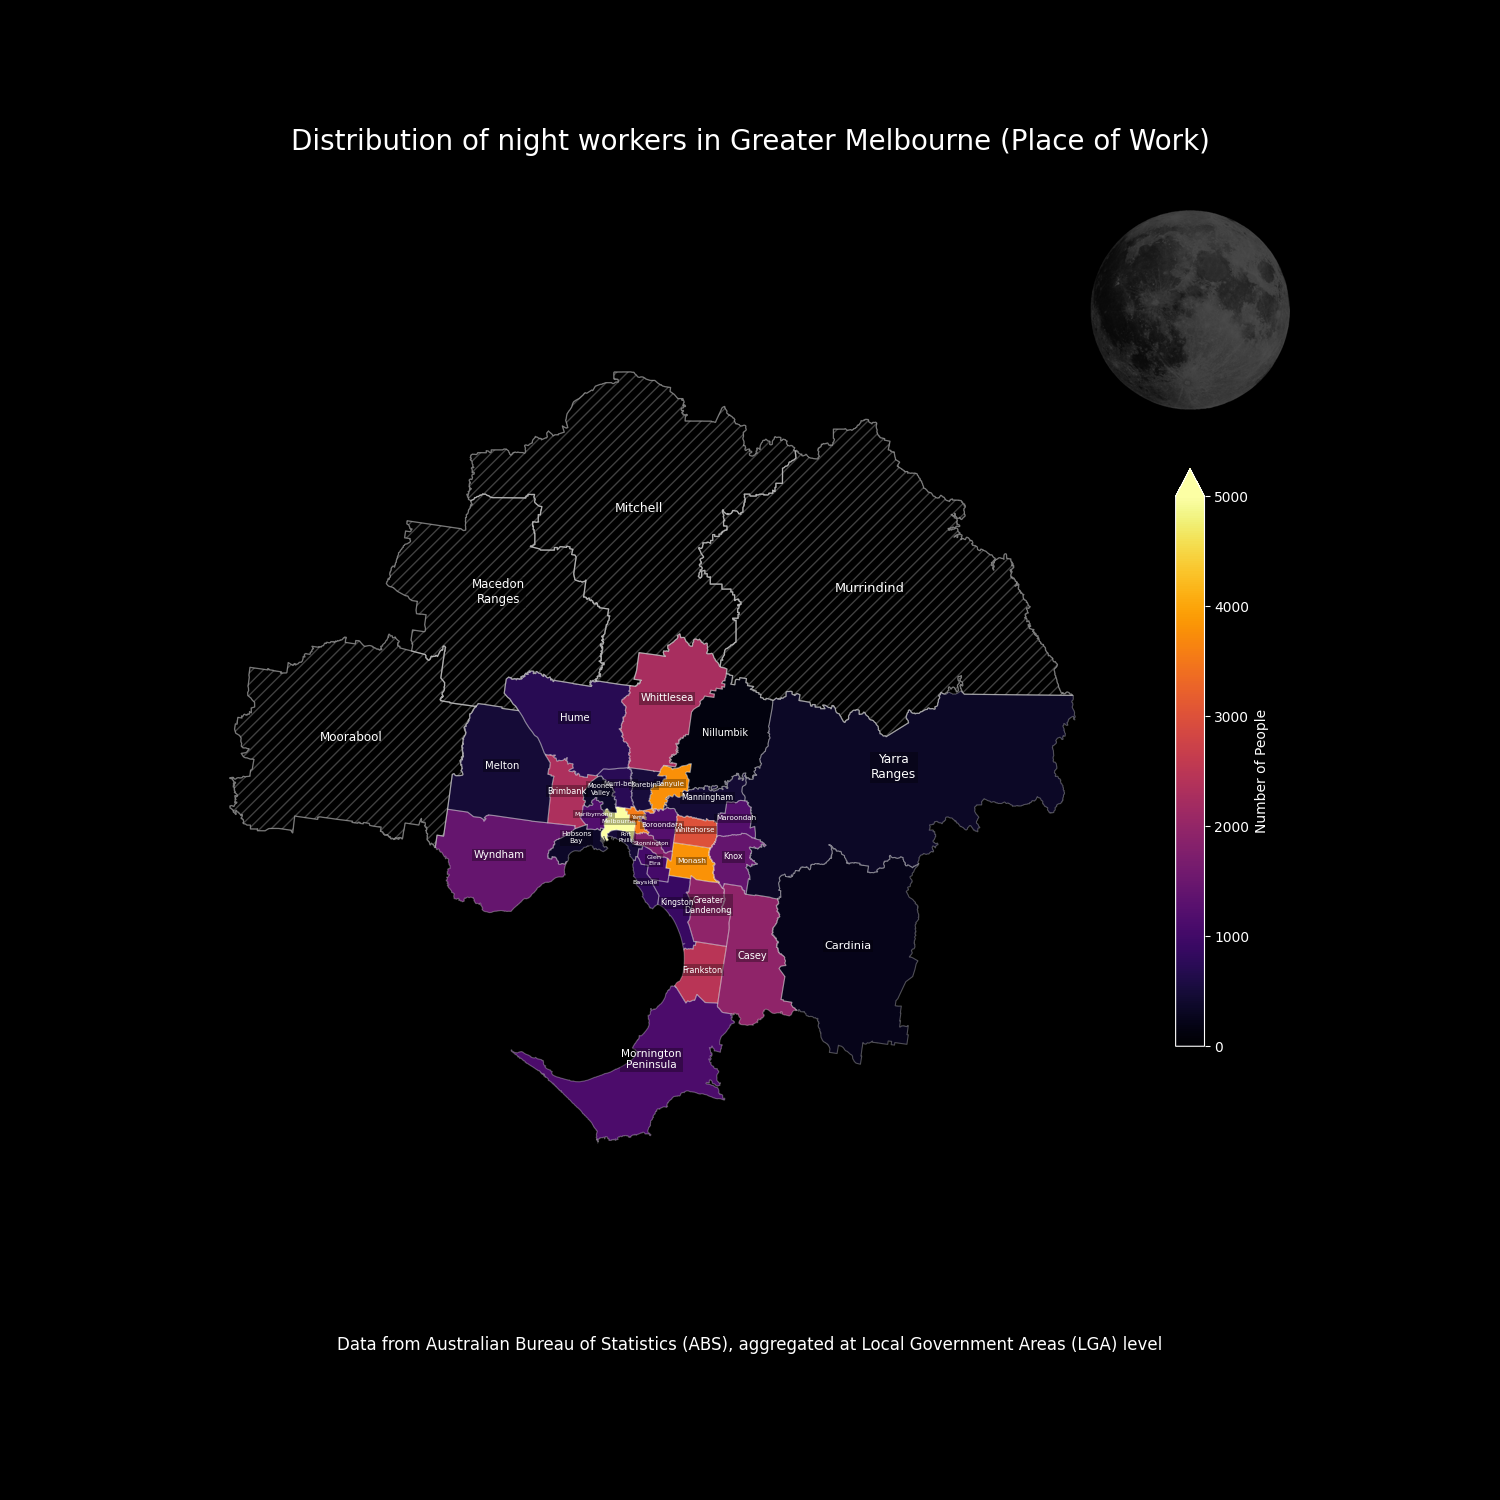 Distribution of night workers in Greater Melbourne (Place of Work)
Mitchell
Murrindind
Macedon
Ranges
Moorabool
Whittlesea
Hume
Nillumbik
Melton
Yarra
Ranges
Brimbank
Moonee
Valley
Merri-bek
Darebin
Banyule
Manningham
Maribyrnong
Melbourne
Yarra
Maroondah
Boroondara
Whitehorse
Hobsons
Bay
Port
Phillip
Stonnington
Wyndham
Glen
Eira
Monash
Knox
Bayside
Kingston
Greater
Dandenong
Cardinia
Casey
Frankston
Mornington
Peninsula
5000
4000
3000
2000
1000
0
Number of People
Data from Australian Bureau of Statistics (ABS), aggregated at Local Government Areas (LGA) level